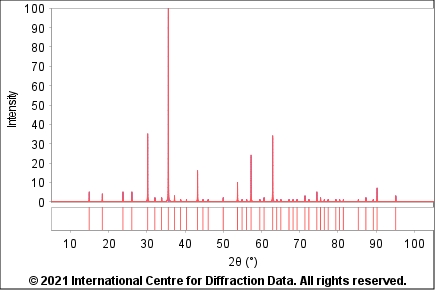 100
90
80
70
60
50
40
30
20
10
0
Intensity
10 20 30 40 50 60 70 80 90 100
2θ (°)
© 2021 International Centre for Diffraction Data. All rights reserved.